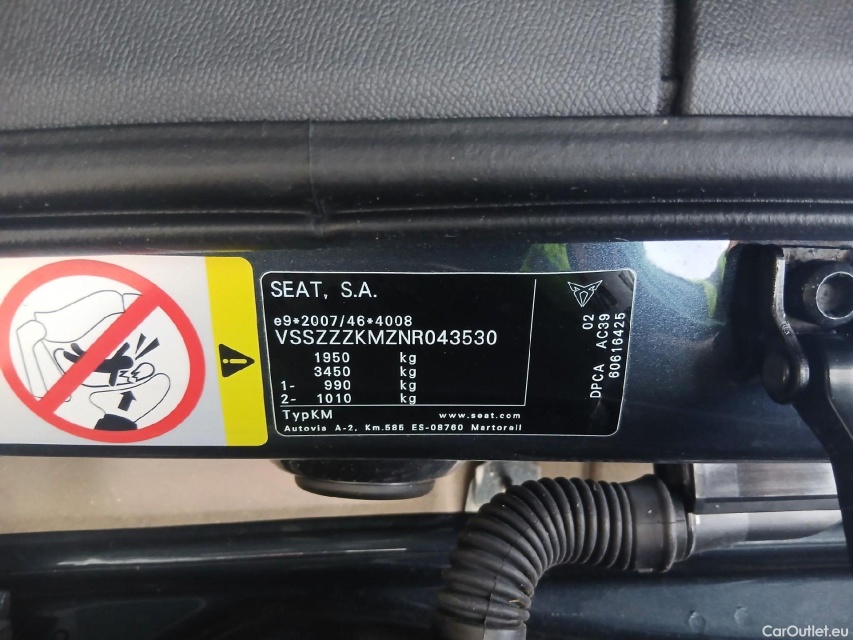 SEAT, S.A.
e9*2007/46*4008
VSSZZZKMZNR043530
1950 kg
3450 kg
1- 990 kg
2- 1010 kg
TypKM www.seat.com
Autovia A-2, Km.585 ES-08760 Martorell
02
DPCA AC39
60616425
CarOutlet.eu